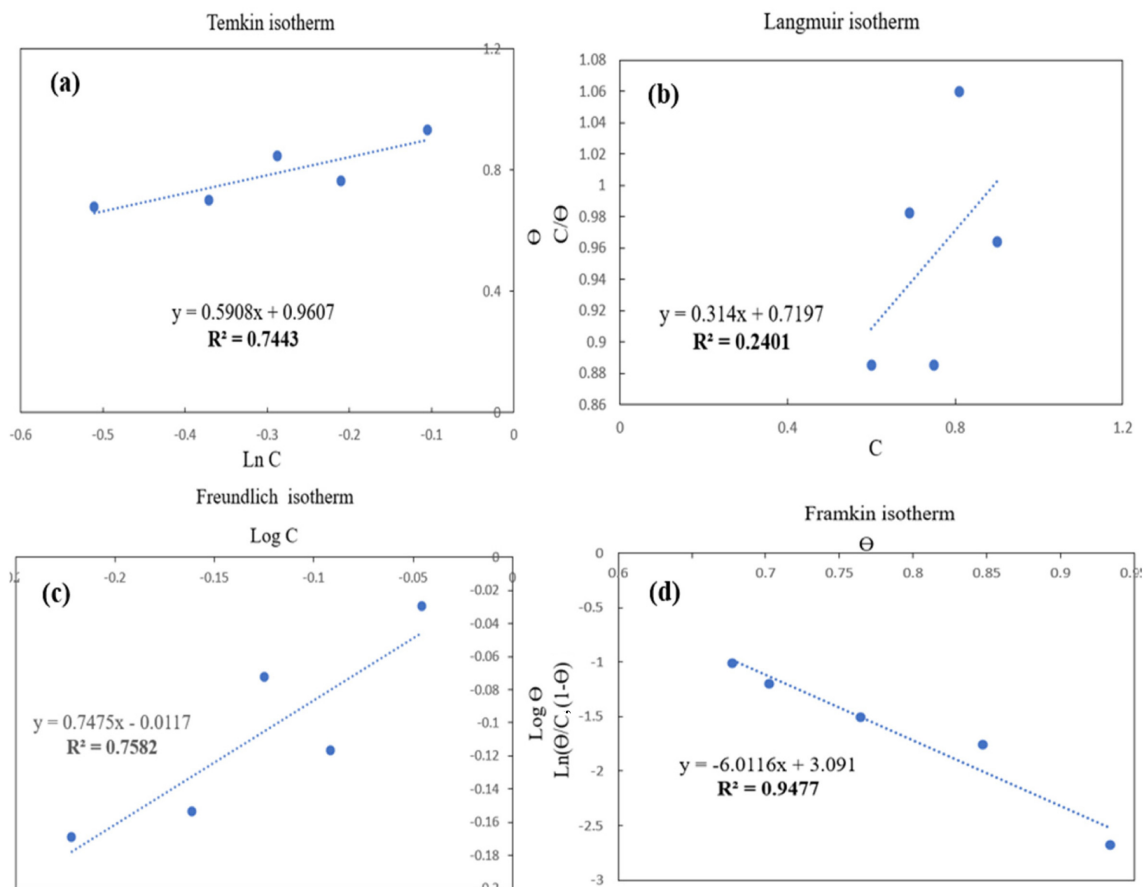 Temkin isotherm
(a)
1.2
0.8
0.4
0
y = 0.5908x + 0.9607
R² = 0.7443
-0.6
-0.5
-0.4
-0.3
-0.2
-0.1
0
Ln C
Ɵ
Langmuir isotherm
(b)
1.08
1.06
1.04
1.02
1
0.98
0.96
0.94
0.92
0.9
0.88
0.86
C/Ɵ
y = 0.314x + 0.7197
R² = 0.2401
0
0.4
0.8
1.2
C
Freundlich isotherm
Log C
-0.2
-0.15
-0.1
-0.05
0
(c)
0
-0.02
-0.04
-0.06
-0.08
-0.1
-0.12
-0.14
-0.16
-0.18
Log Ɵ
y = 0.7475x - 0.0117
R² = 0.7582
Framkin isotherm
Ɵ
0.6
0.7
0.8
0.85
0.9
0.95
(d)
0
-0.5
-1
-1.5
-2
-2.5
-3
Ln(Ɵ/C,(1-Ɵ)
y = -6.0116x + 3.091
R² = 0.9477